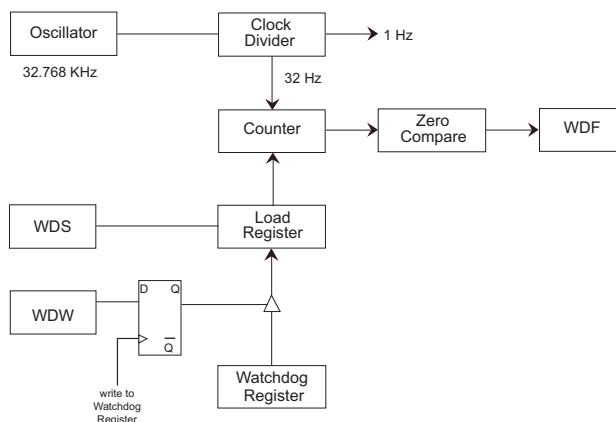 Oscillator
Clock
Divider
1 Hz
32.768 KHz
32 Hz
Counter
Zero
Compare
WDF
WDS
Load
Register
WDW
D Q
Q
Watchdog
Register
write to
Watchdog
Register